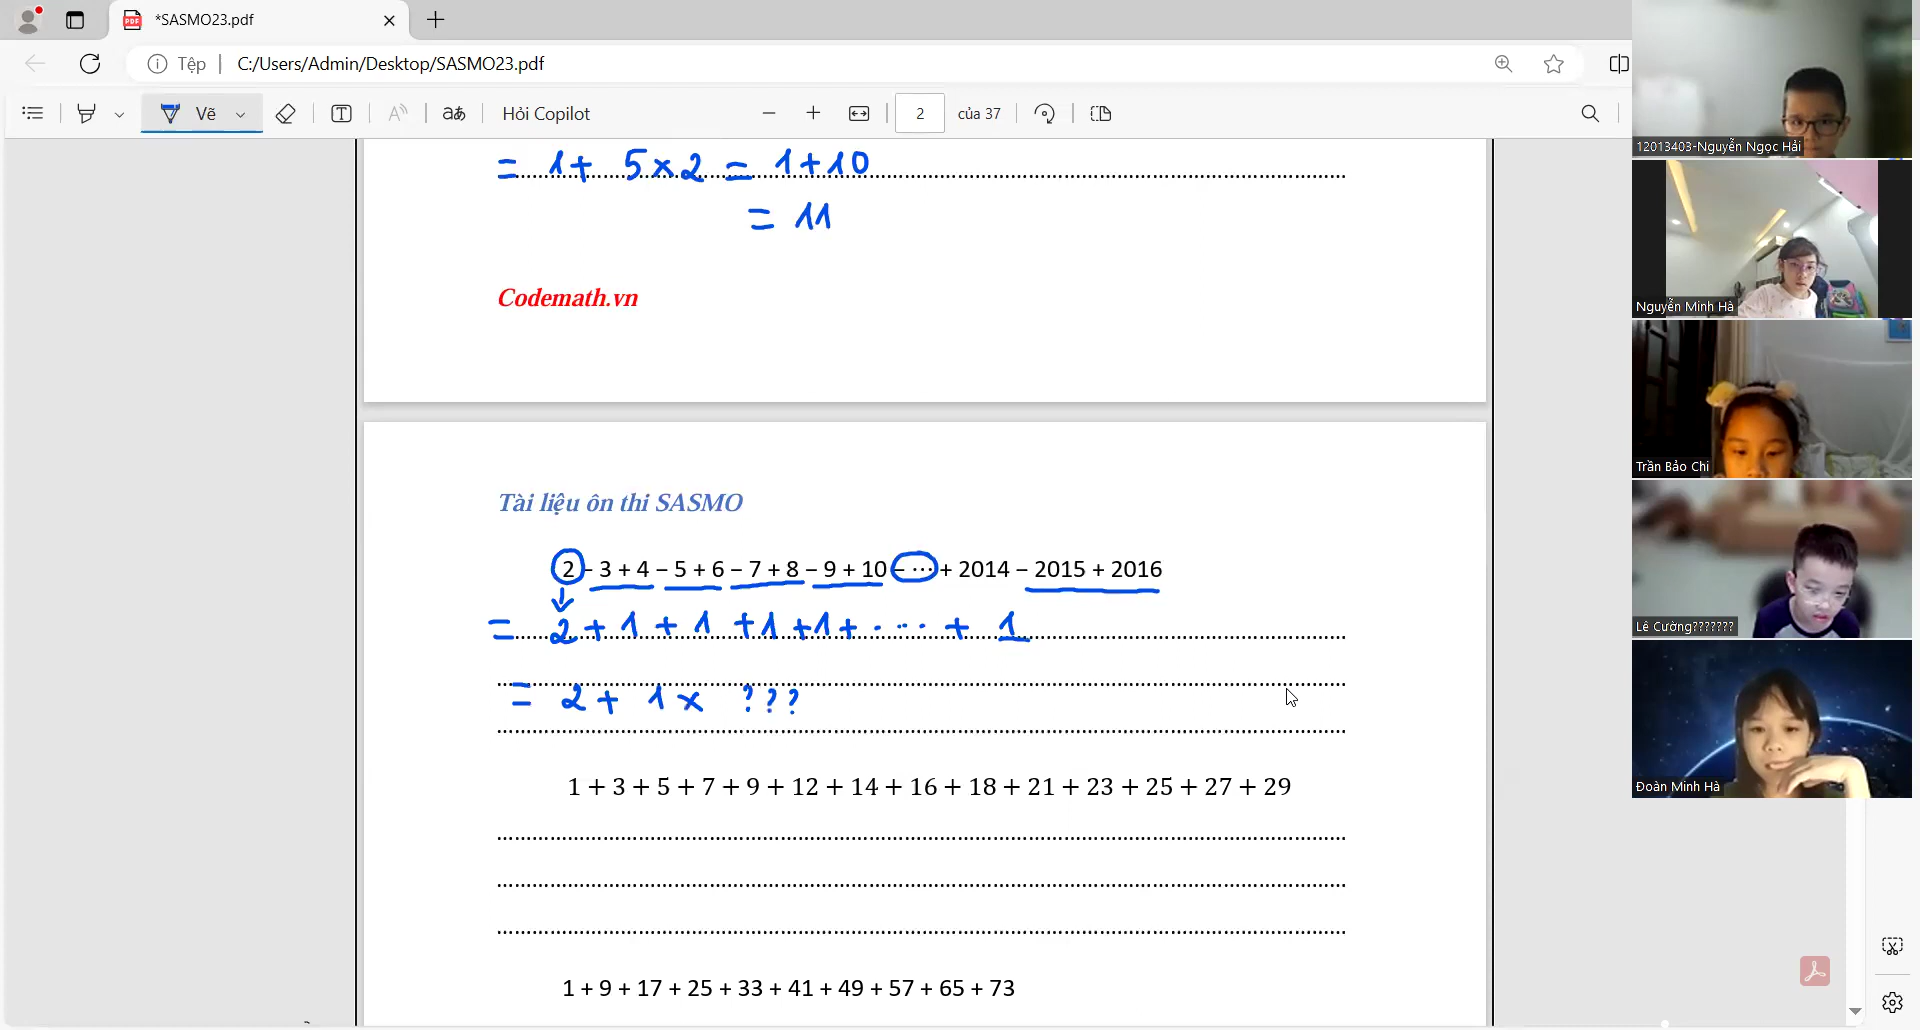 *SASMO23.pdf
Tệp
C:/Users/Admin/Desktop/SASMO23.pdf
Vẽ
T
A
aあ
Hỏi Copilot
2
của 37
= 1 + 5 x 2 = 1 + 10
= 11
Codemath.vn
Tài liệu ôn thi SASMO
2 – 3 + 4 – 5 + 6 – 7 + 8 – 9 + 10 – ··· + 2014 – 2015 + 2016
= 2 + 1 + 1 + 1 + 1 + ... + 1
= 2 + 1 x ???
1 + 3 + 5 + 7 + 9 + 12 + 14 + 16 + 18 + 21 + 23 + 25 + 27 + 29
1 + 9 + 17 + 25 + 33 + 41 + 49 + 57 + 65 + 73
12013403-Nguyễn Ngọc Hải
Nguyễn Minh Hà
Trần Bảo Chi
Lê Cường???????
Đoàn Minh Hà